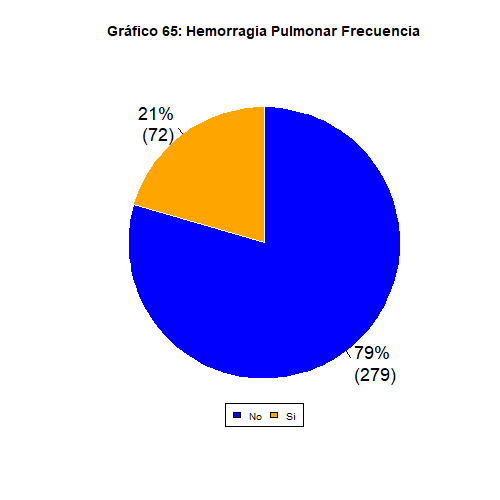 Gráfico 65: Hemorragia Pulmonar Frecuencia
21%
(72)
79%
(279)
No Si